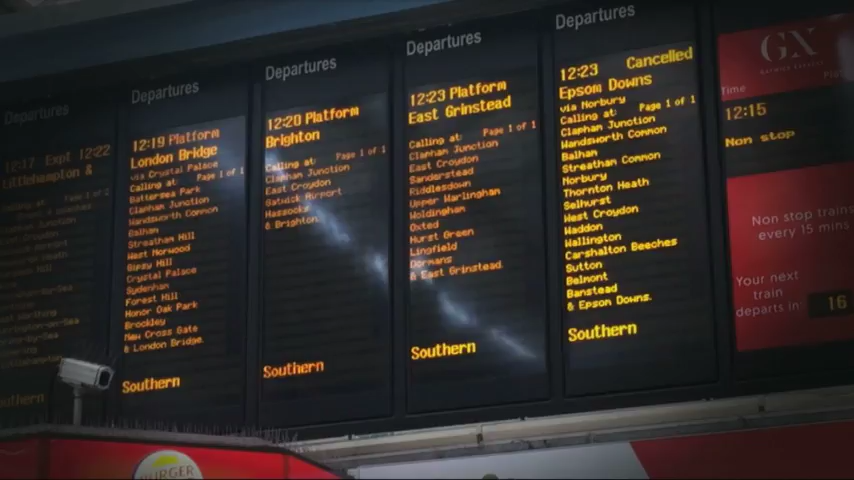 Departures
12:17 Expt 12:22
Littlehampton &
Departures
12:19 Platform
London Bridge
via Crystal Palace
Calling at: Page 1 of 1
Battersea Park
Clapham Junction
Wandsworth Common
Balham
Streatham Hill
West Norwood
Gipsy Hill
Crystal Palace
Sydenham
Forest Hill
Honor Oak Park
Brockley
New Cross Gate
& London Bridge.
Southern
Departures
12:20 Platform
Brighton
Calling at: Page 1 of 1
Clapham Junction
East Croydon
Gatwick Airport
Hassocks
& Brighton.
Southern
Departures
12:23 Platform
East Grinstead
Calling at: Page 1 of 1
Clapham Junction
East Croydon
Sanderstead
Riddlesdown
Upper Warlingham
Woldingham
Oxted
Hurst Green
Lingfield
Dormans
& East Grinstead.
Southern
Departures
12:23 Cancelled
Epsom Downs
via Norbury
Calling at: Page 1 of 1
Clapham Junction
Wandsworth Common
Balham
Streatham Common
Norbury
Thornton Heath
Selhurst
West Croydon
Waddon
Wallington
Carshalton Beeches
Sutton
Belmont
Banstead
& Epsom Downs.
Southern
GX
GATWICK EXPRESS
Time
12:15
Non stop
Non stop trains
every 15 mins
Your next
train
departs in: 16
BURGER